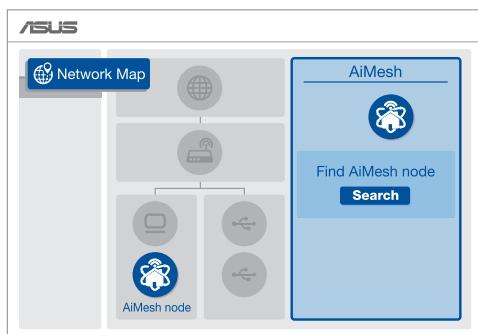 ASUS
Network Map
AiMesh
Find AiMesh node
Search
AiMesh node